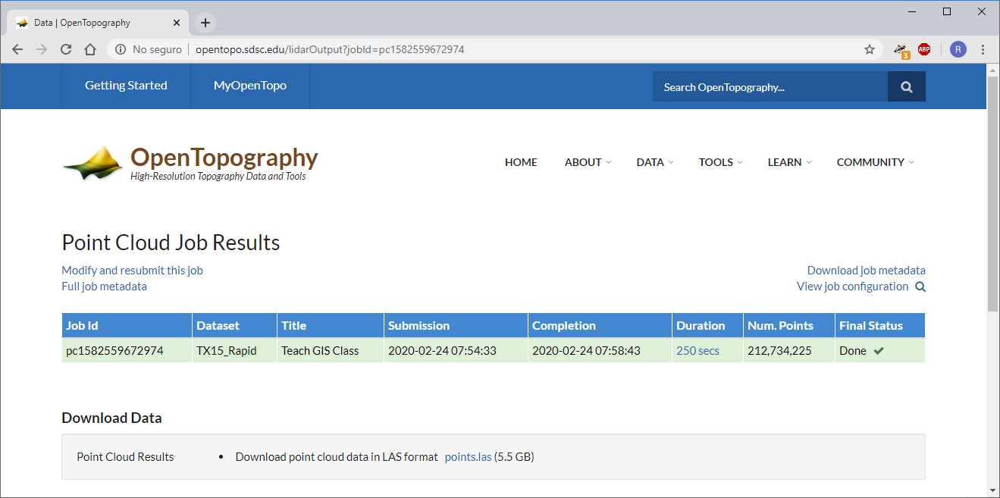 Data | OpenTopography
No seguro opentopo.sdsc.edu/lidarOutput?jobId=pc1582559672974 3 ABP R
Getting Started MyOpenTopo Search OpenTopography...
OpenTopography
High-Resolution Topography Data and Tools
HOME ABOUT DATA TOOLS LEARN COMMUNITY
Point Cloud Job Results
Modify and resubmit this job Download job metadata
Full job metadata View job configuration
Job Id Dataset Title Submission Completion Duration Num. Points Final Status
pc1582559672974 TX15_Rapid Teach GIS Class 2020-02-24 07:54:33 2020-02-24 07:58:43 250 secs 212,734,225 Done
Download Data
Point Cloud Results • Download point cloud data in LAS format points.las (5.5 GB)